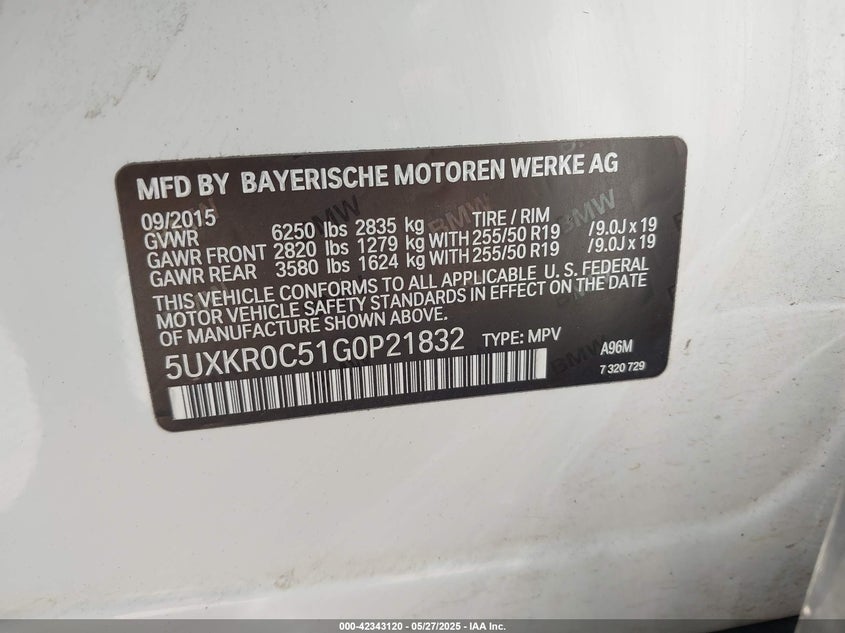 MFD BY BAYERISCHE MOTOREN WERKE AG
09/2015 TIRE / RIM
GVWR 6250 lbs 2835 kg
GAWR FRONT 2820 lbs 1279 kg WITH 255/50 R19 /9.0J x 19
GAWR REAR 3580 lbs 1624 kg WITH 255/50 R19 /9.0J x 19
THIS VEHICLE CONFORMS TO ALL APPLICABLE U. S. FEDERAL
MOTOR VEHICLE SAFETY STANDARDS IN EFFECT ON THE DATE
OF MANUFACTURE SHOWN ABOVE.
5UXKR0C51G0P21832 TYPE: MPV A96M
7 320 729
000-42343120 - 05/27/2025 - IAA Inc.